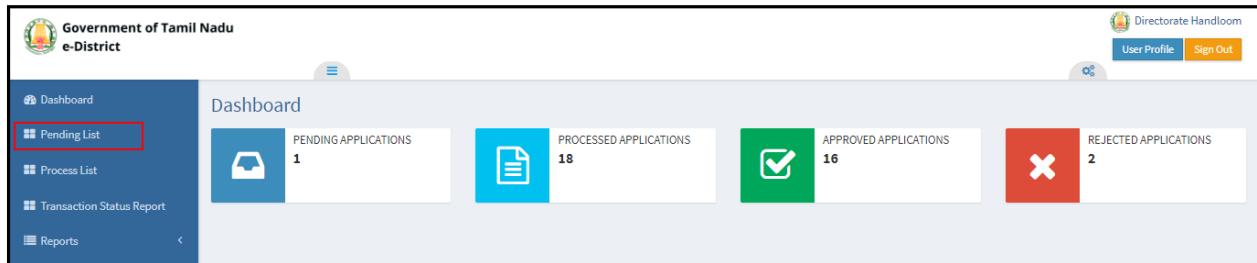 Government of Tamil Nadu
e-District
Directorate Handloom
User Profile
Sign Out
Dashboard
Pending List
Process List
Transaction Status Report
Reports
Dashboard
PENDING APPLICATIONS
1
PROCESSED APPLICATIONS
18
APPROVED APPLICATIONS
16
REJECTED APPLICATIONS
2